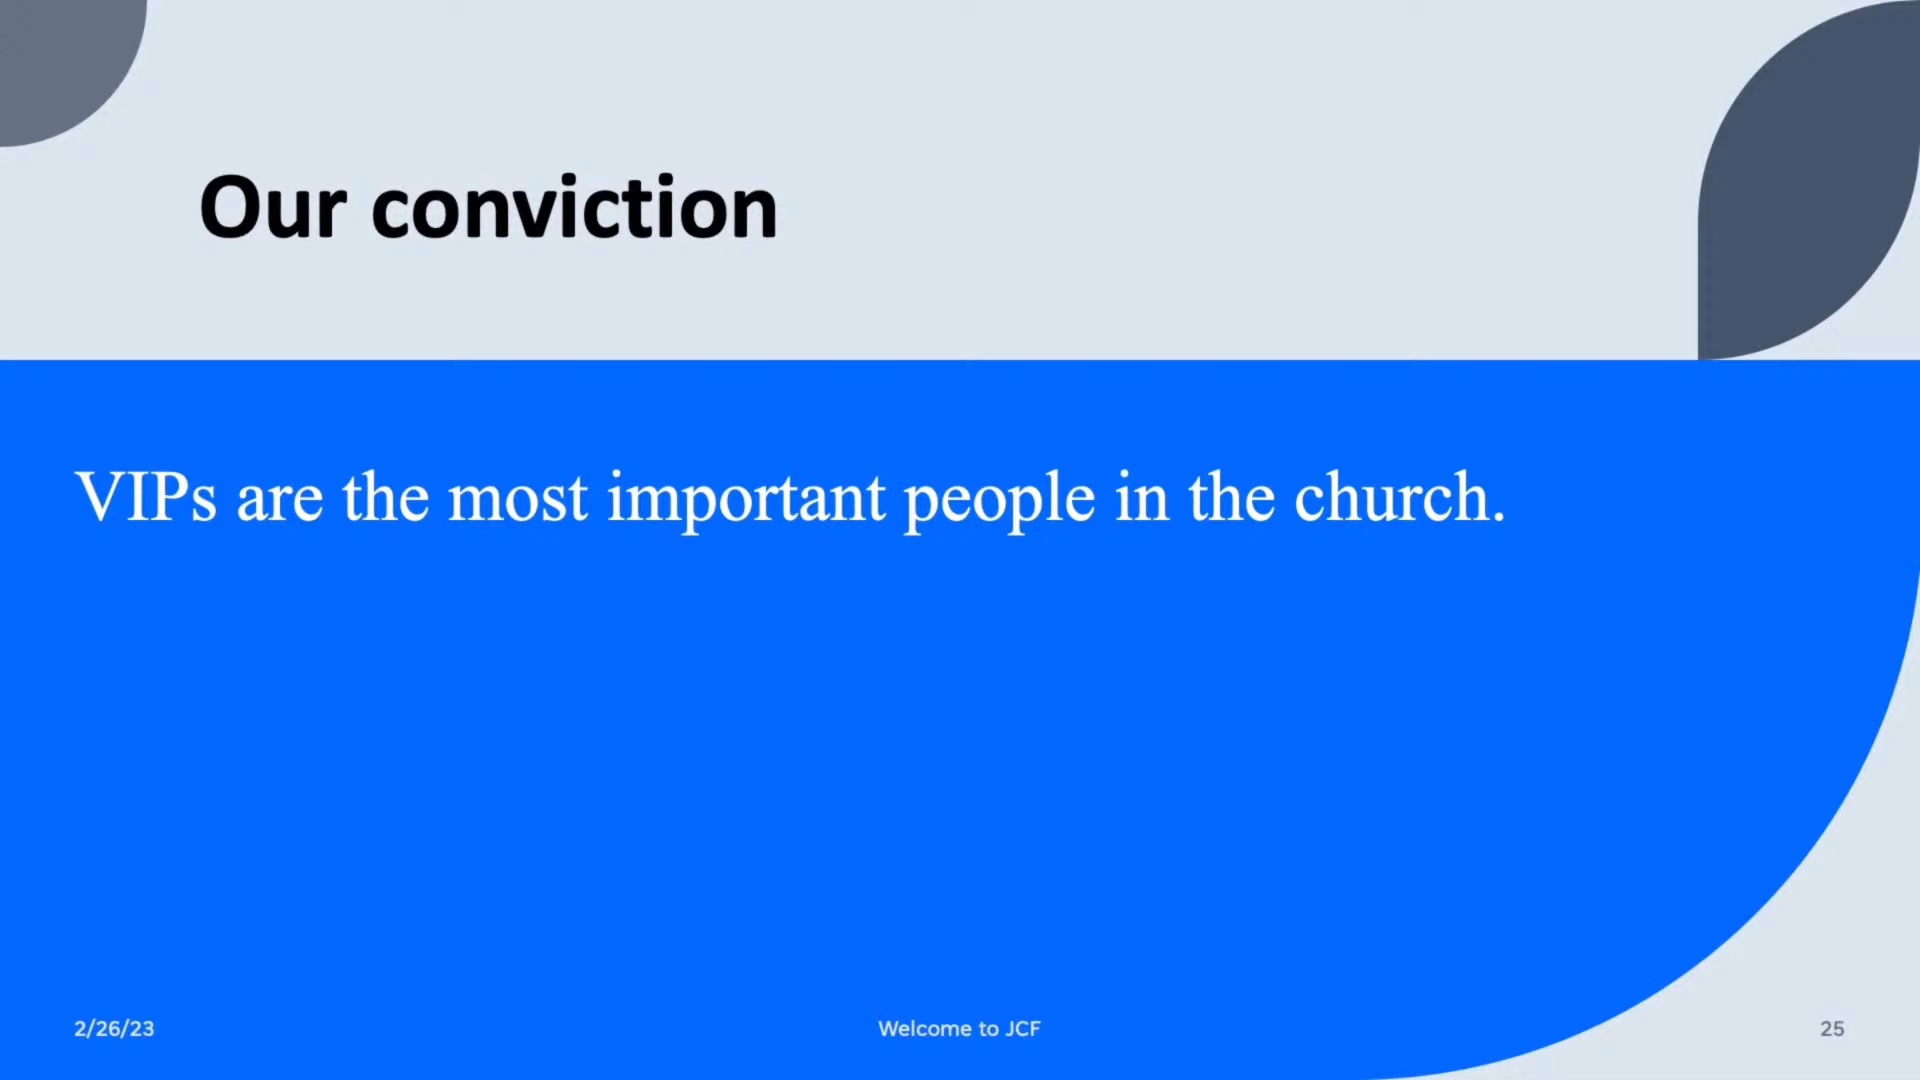 Our conviction
VIPs are the most important people in the church.
2/26/23
Welcome to JCF
25